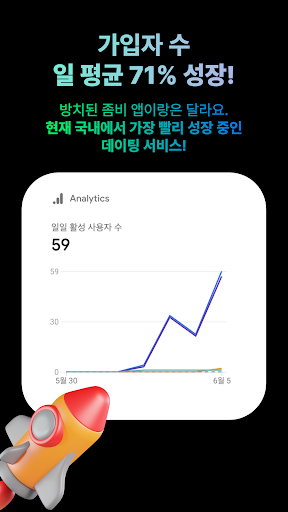 가입자 수
일 평균 71% 성장!
방치된 좀비 앱이랑은 달라요.
현재 국내에서 가장 빨리 성장 중인
데이팅 서비스!
Analytics
일일 활성 사용자 수
59
59
30
0
5월 30
6월 5